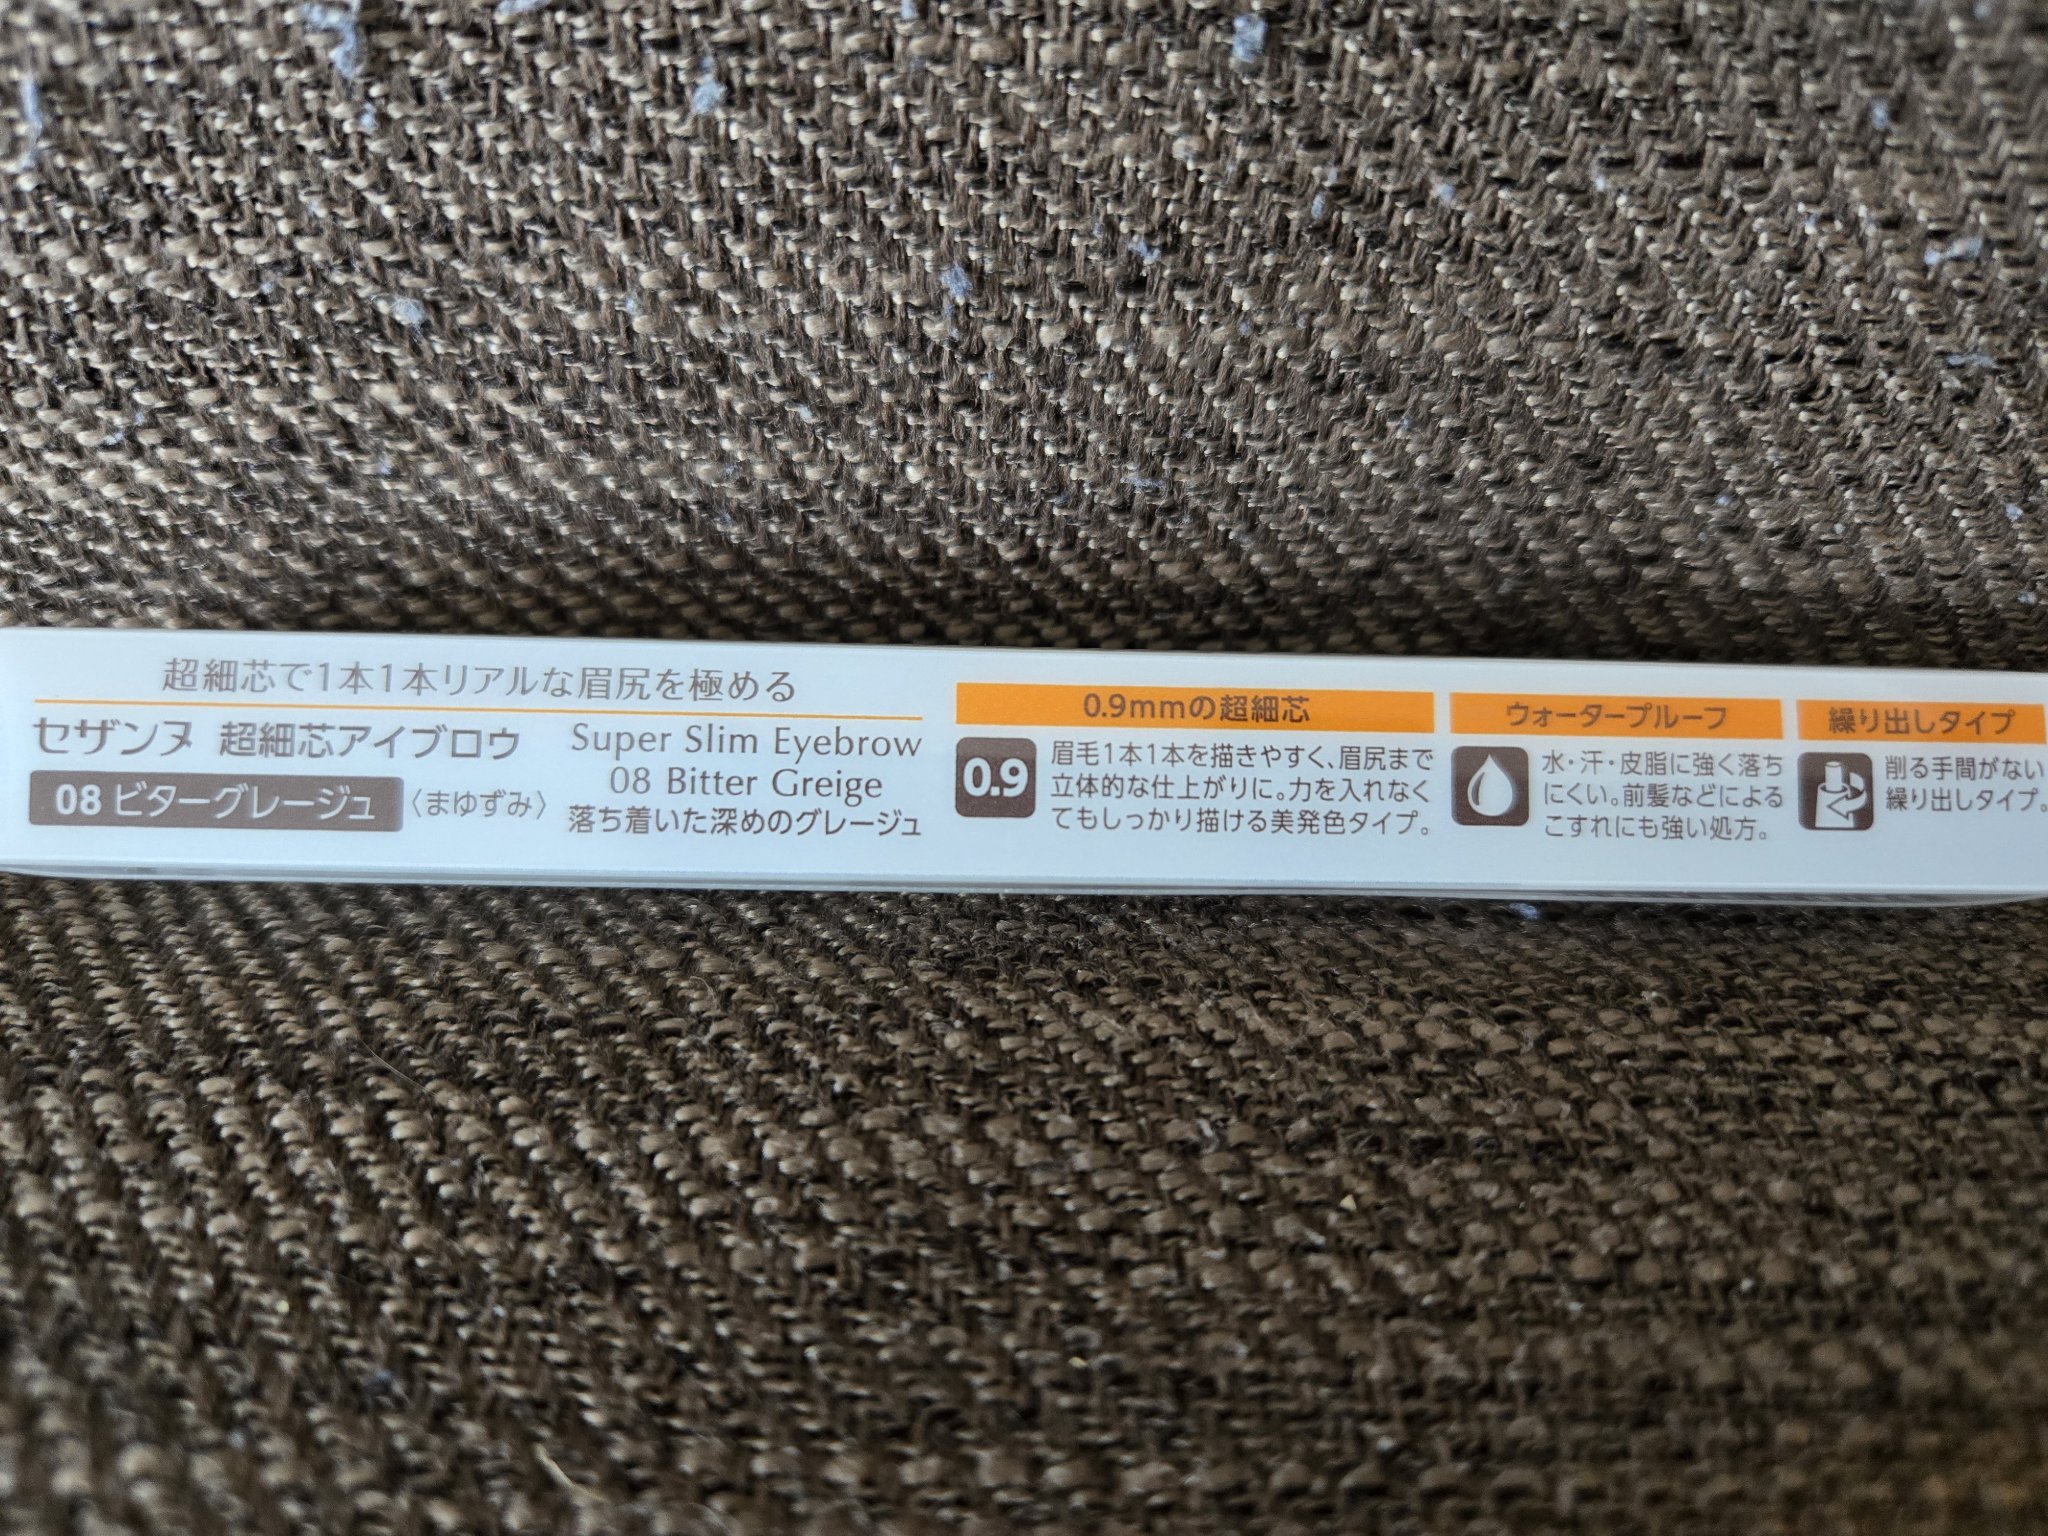 超細芯で1本1本リアルな眉尻を極める
セザンヌ 超細芯アイブロウ
08 ビターグレージュ 〈まゆずみ〉
Super Slim Eyebrow
08 Bitter Greige
落ち着いた深めのグレージュ
0.9mmの超細芯
0.9
眉毛1本1本を描きやすく、眉尻まで
立体的な仕上がりに。力を入れなく
てもしっかり描ける美発色タイプ。
ウォータープルーフ
水・汗・皮脂に強く落ち
にくい。前髪などによる
こすれにも強い処方。
繰り出しタイプ
削る手間がない
繰り出しタイプ。